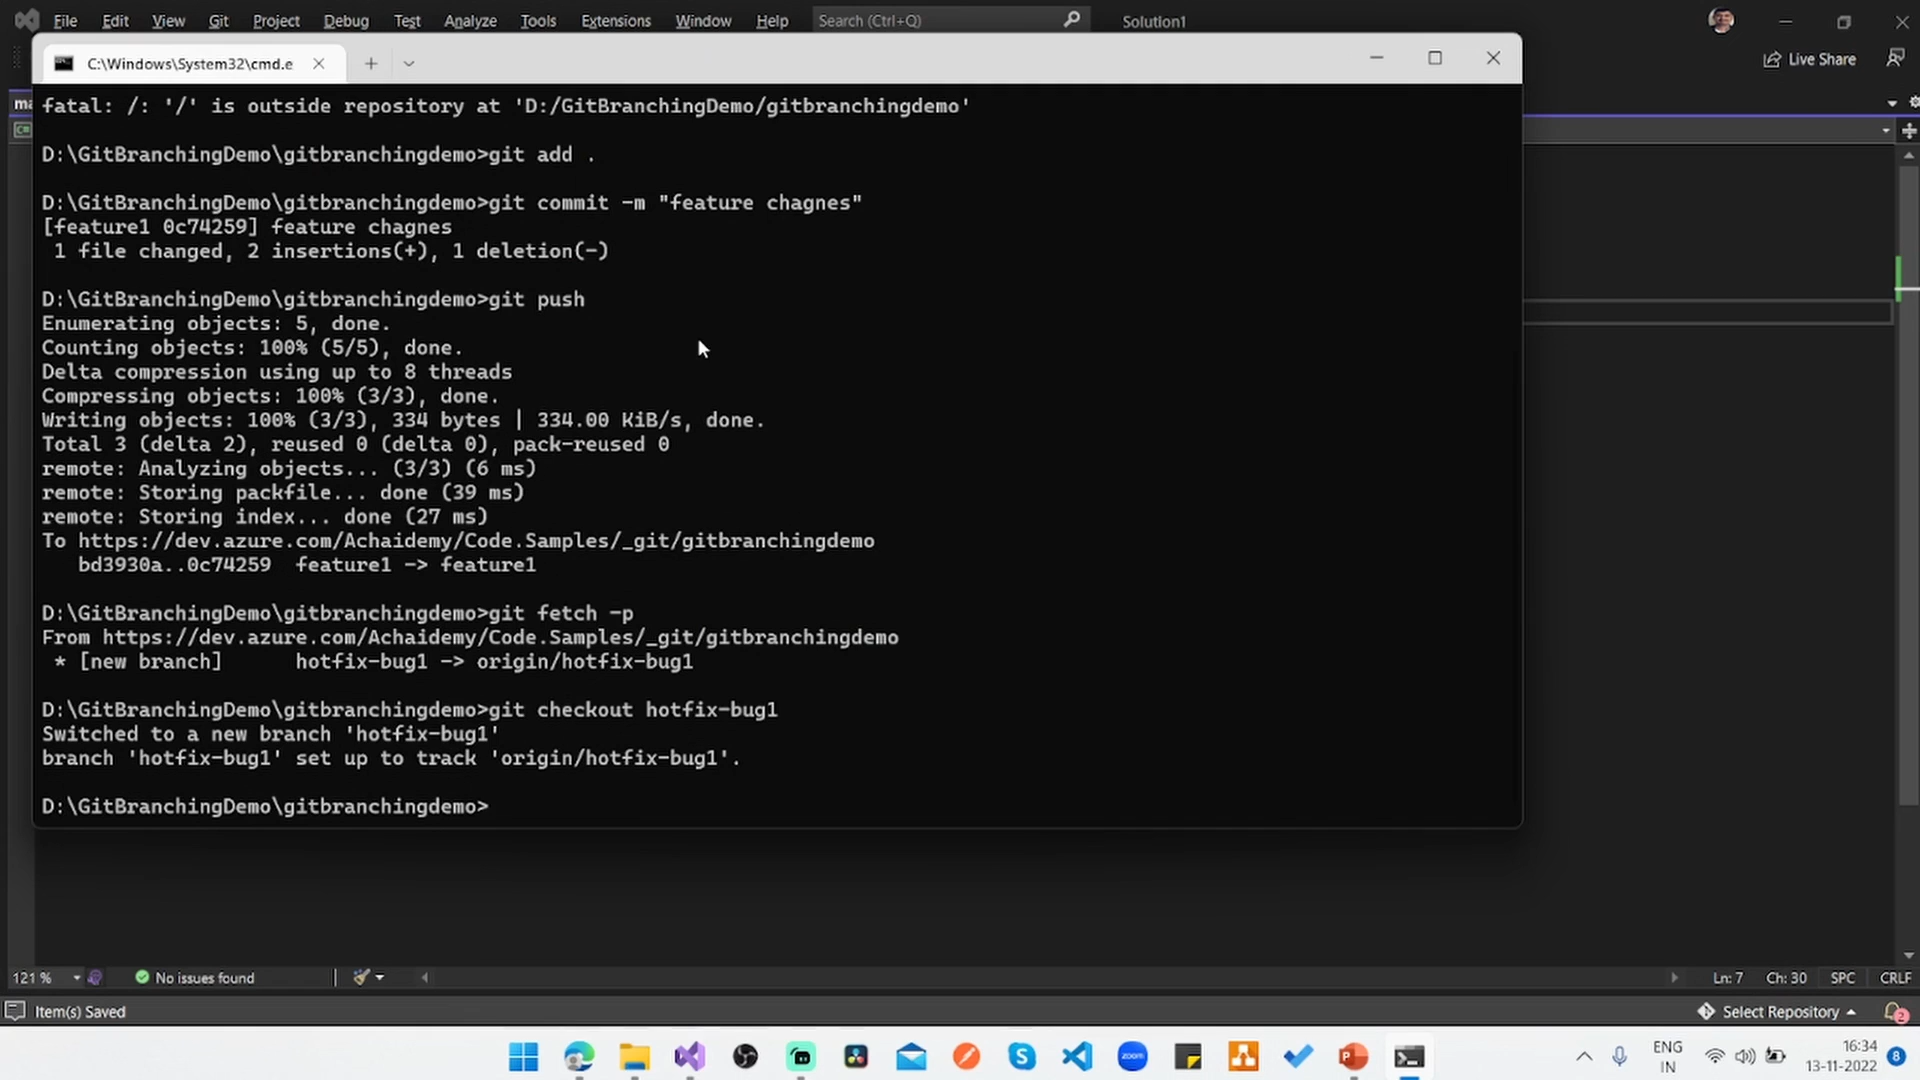 File Edit View Git Project Debug Test Analyze Tools Extensions Window Help Search (Ctrl+Q) Solution1
C:\Windows\System32\cmd.e
Live Share
ma
fatal: /: '/' is outside repository at 'D:/GitBranchingDemo/gitbranchingdemo'
D:\GitBranchingDemo\gitbranchingdemo>git add .
D:\GitBranchingDemo\gitbranchingdemo>git commit -m "feature chagnes"
[feature1 0c74259] feature chagnes
1 file changed, 2 insertions(+), 1 deletion(-)
D:\GitBranchingDemo\gitbranchingdemo>git push
Enumerating objects: 5, done.
Counting objects: 100% (5/5), done.
Delta compression using up to 8 threads
Compressing objects: 100% (3/3), done.
Writing objects: 100% (3/3), 334 bytes | 334.00 KiB/s, done.
Total 3 (delta 2), reused 0 (delta 0), pack-reused 0
remote: Analyzing objects... (3/3) (6 ms)
remote: Storing packfile... done (39 ms)
remote: Storing index... done (27 ms)
To https://dev.azure.com/Achaidemy/Code.Samples/_git/gitbranchingdemo
bd3930a..0c74259 feature1 -> feature1
D:\GitBranchingDemo\gitbranchingdemo>git fetch -p
From https://dev.azure.com/Achaidemy/Code.Samples/_git/gitbranchingdemo
* [new branch] hotfix-bug1 -> origin/hotfix-bug1
D:\GitBranchingDemo\gitbranchingdemo>git checkout hotfix-bug1
Switched to a new branch 'hotfix-bug1'
branch 'hotfix-bug1' set up to track 'origin/hotfix-bug1'.
D:\GitBranchingDemo\gitbranchingdemo>
121 % No issues found Ln: 7 Ch: 30 SPC CRLF
Item(s) Saved Select Repository 2
zoom
ENG
IN
16:34
13-11-2022
8